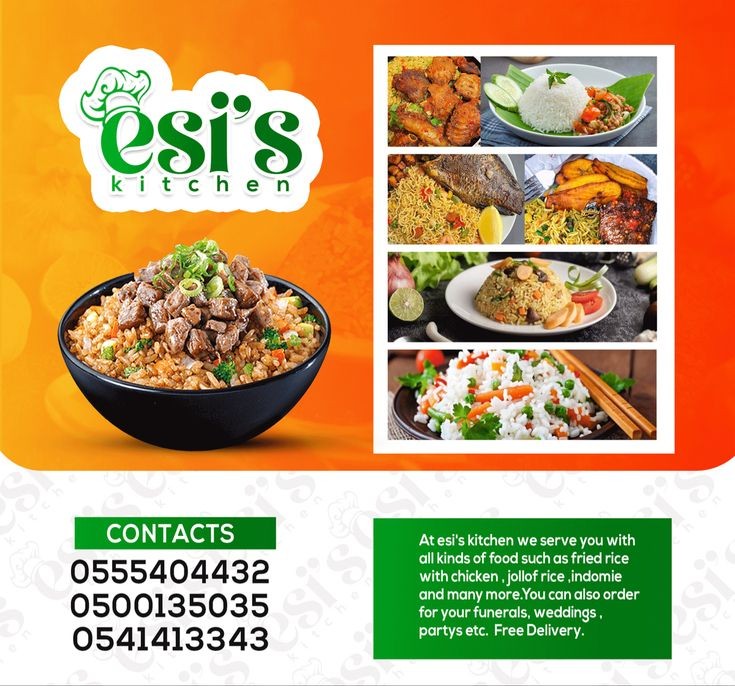 esi's
kitchen
CONTACTS
0555404432
0500135035
0541413343
At esi's kitchen we serve you with
all kinds of food such as fried rice
with chicken , jollof rice ,indomie
and many more.You can also order
for your funerals, weddings ,
partys etc. Free Delivery.